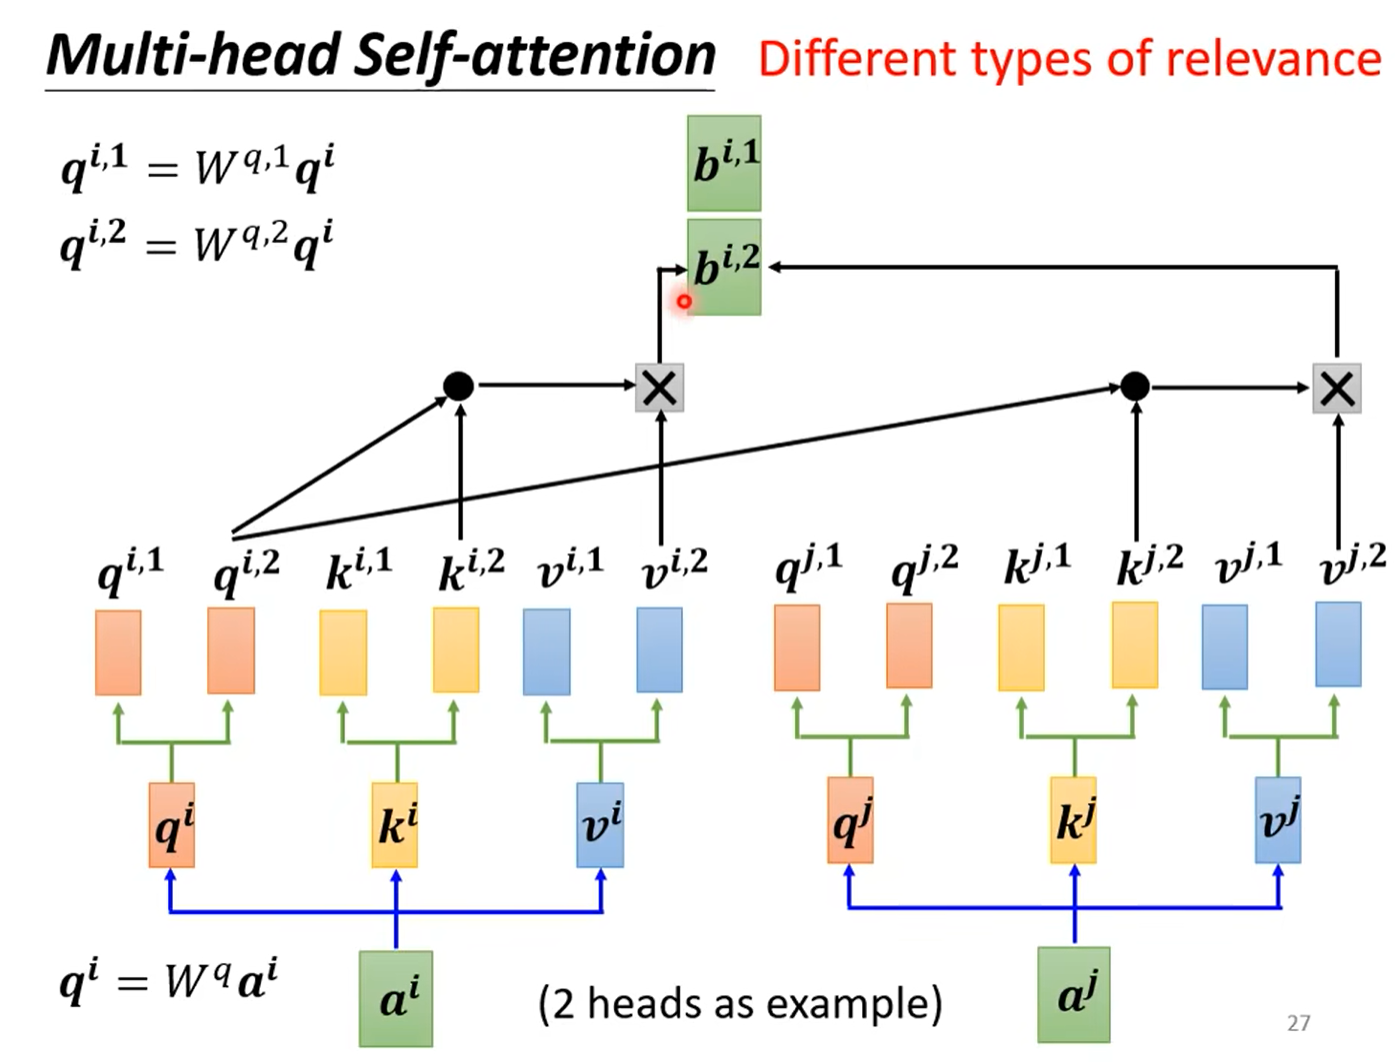 Multi-head Self-attention Different types of relevance
q^{i,1} = W^{q,1}q^i
q^{i,2} = W^{q,2}q^i
b^{i,1}
b^{i,2}
q^{i,1} q^{i,2} k^{i,1} k^{i,2} v^{i,1} v^{i,2} q^{j,1} q^{j,2} k^{j,1} k^{j,2} v^{j,1} v^{j,2}
q^i k^i v^i q^j k^j v^j
q^i = W^q a^i
a^i
(2 heads as example)
a^j
27